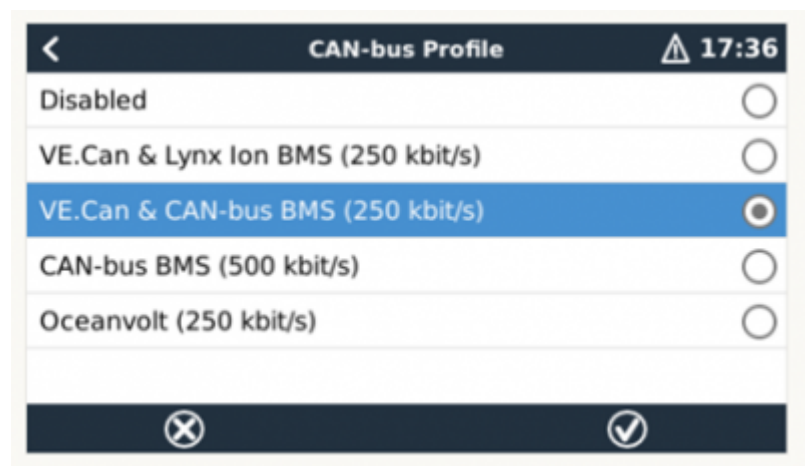 CAN-bus Profile 17:36
Disabled
VE.Can & Lynx Ion BMS (250 kbit/s)
VE.Can & CAN-bus BMS (250 kbit/s)
CAN-bus BMS (500 kbit/s)
Oceanvolt (250 kbit/s)